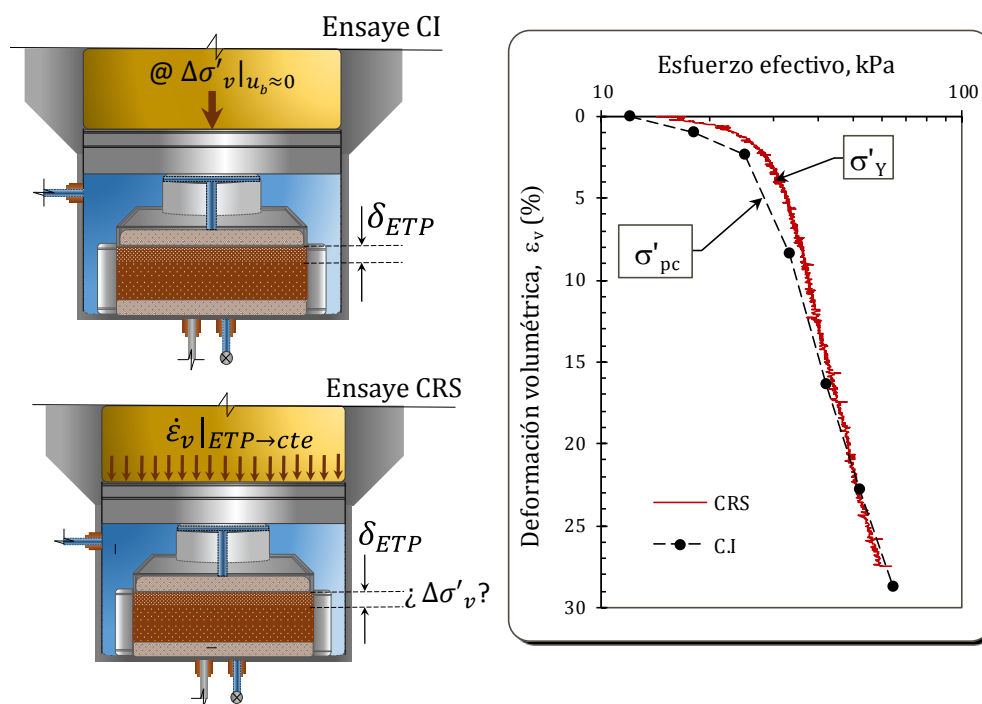 Ensaye CI
@ Δσ'v|u_b≈0
δETP
Ensaye CRS
ε̇v|ETP→cte
δETP
¿ Δσ'v?
Esfuerzo efectivo, kPa
10 100
Deformación volumétrica, εv (%)
0
5
10
15
20
25
30
σ'Y
σ'pc
CRS
C.I